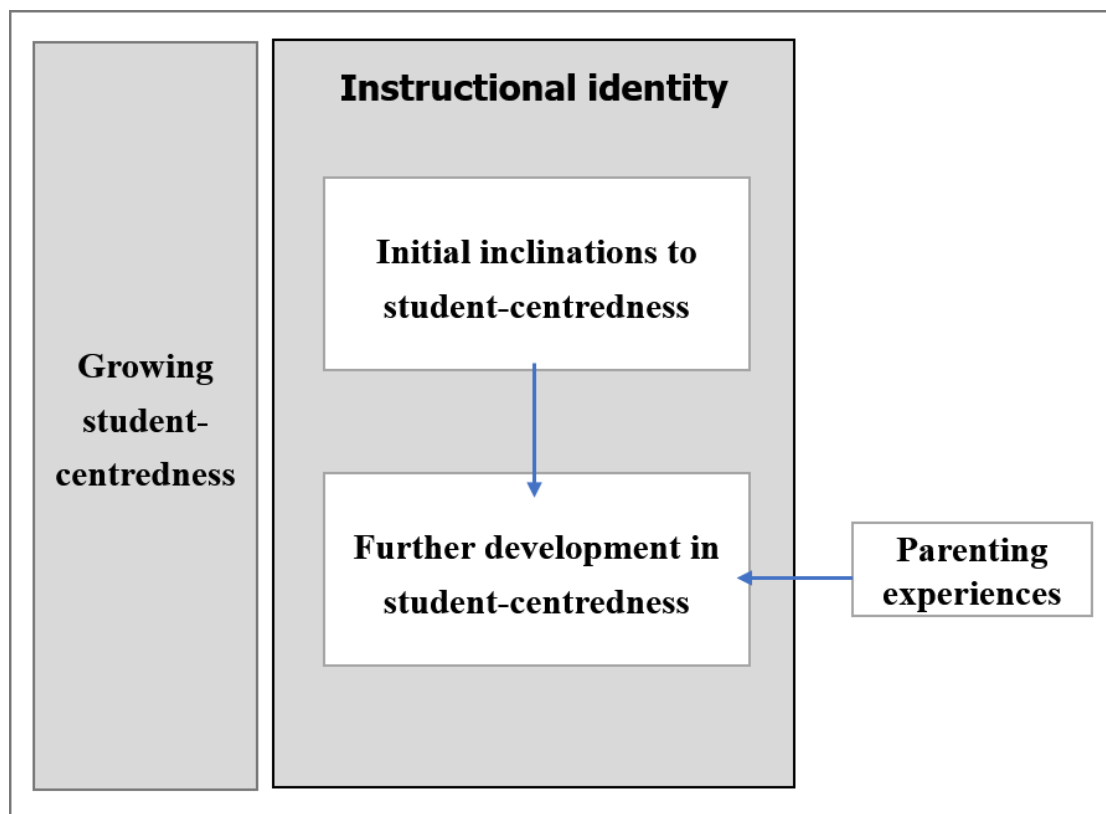 Instructional identity
Initial inclinations to
student-centredness
Growing
student-
centredness
Further development in
student-centredness
Parenting
experiences